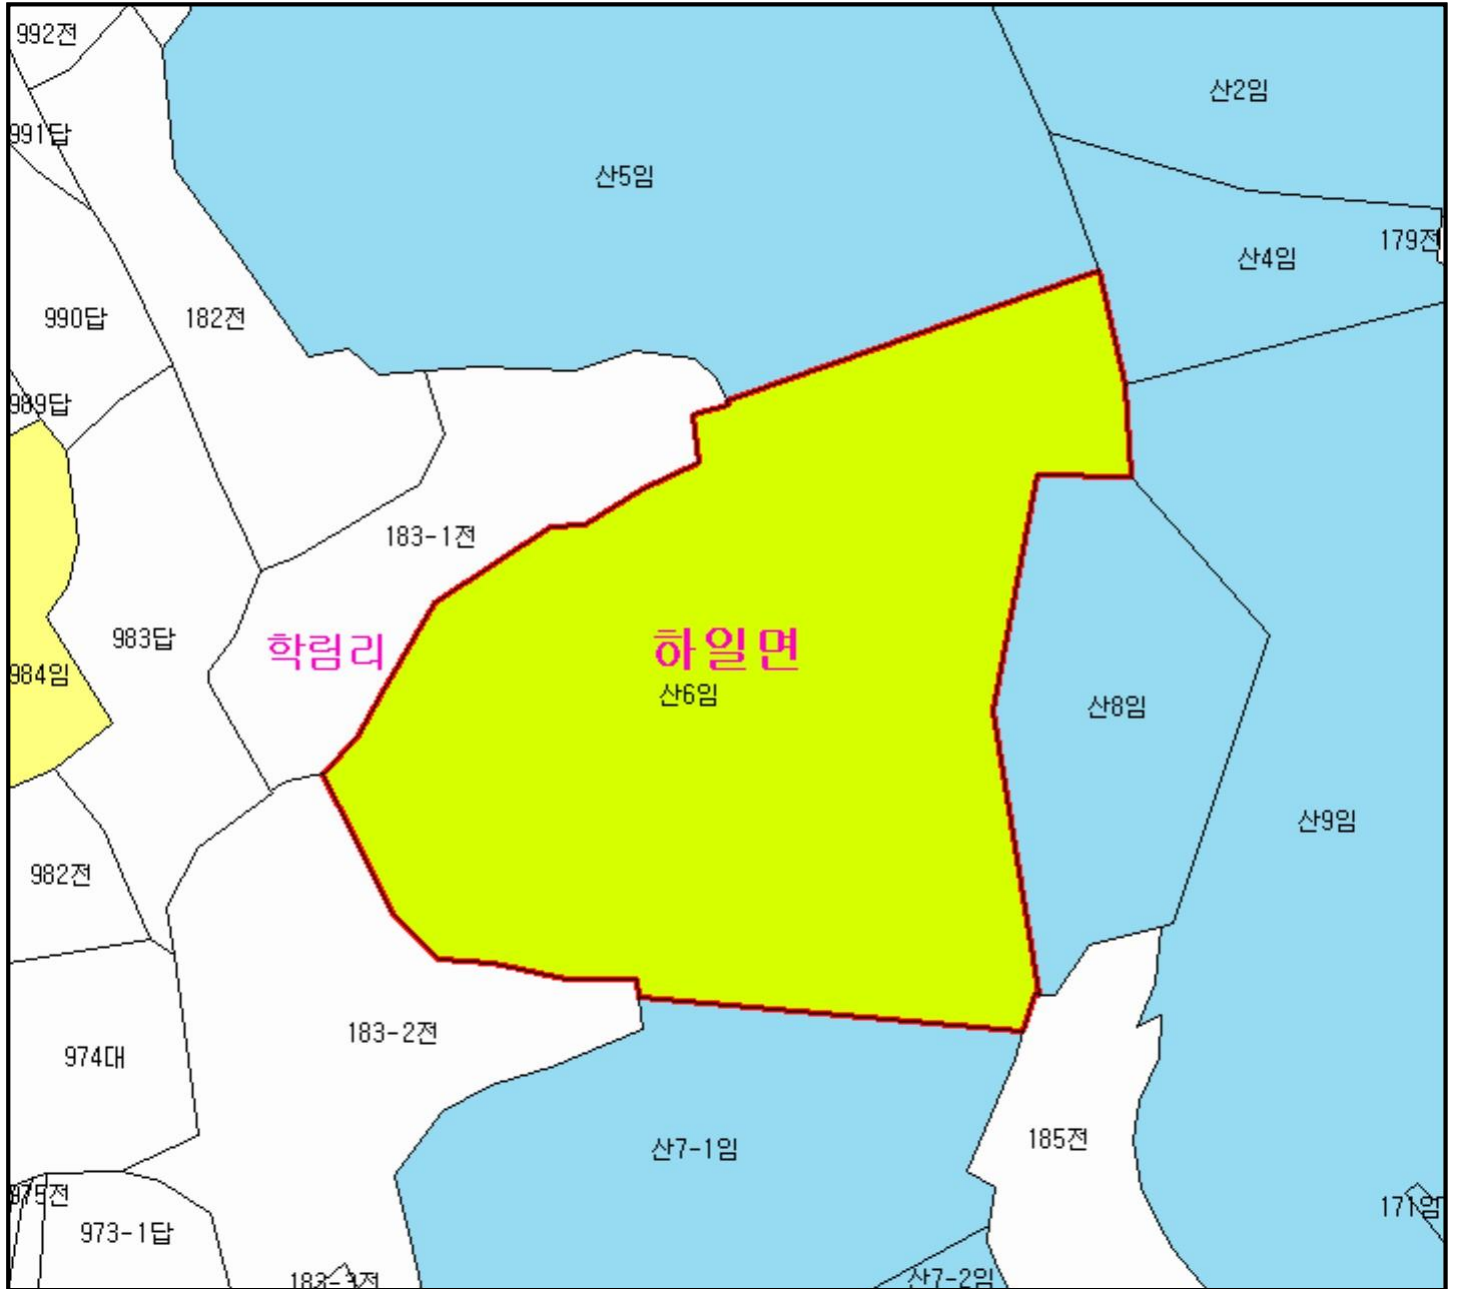 992전
산2임
991답
산5임
179전
산4임
990답
182전
989답
183-1전
983답
학림리
하일면
984임
산6임
산8임
산9임
982전
183-2전
974대
185전
산7-1임
975전
171임
973-1답
183-3전
산7-2임